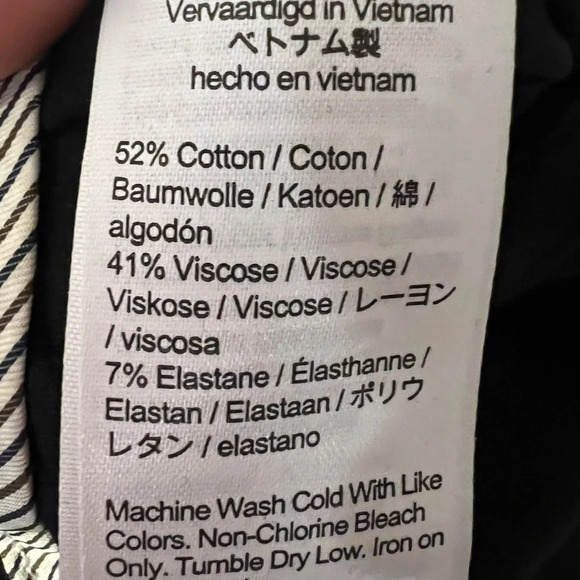 Vervaardigd in Vietnam
ベトナム製
hecho en vietnam
52% Cotton / Coton /
Baumwolle / Katoen / 綿 /
algodón
41% Viscose / Viscose /
Viskose / Viscose / レーヨン
/ viscosa
7% Elastane / Élasthanne /
Elastan / Elastaan / ポリウ
レタン / elastano
Machine Wash Cold With Like
Colors. Non-Chlorine Bleach
Only. Tumble Dry Low. Iron on